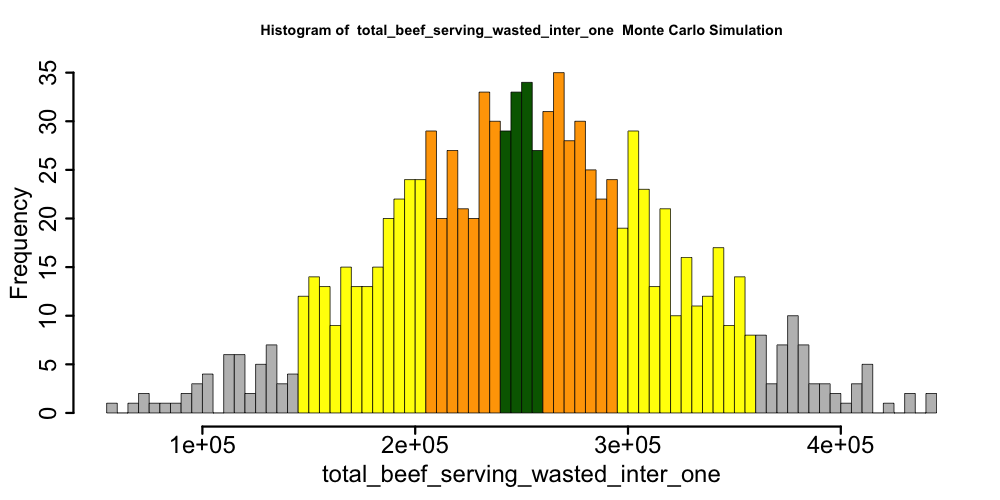 Histogram of  total_beef_serving_wasted_inter_one  Monte Carlo Simulation
Frequency
35
30
25
20
15
10
5
0
1e+05 2e+05 3e+05 4e+05
total_beef_serving_wasted_inter_one